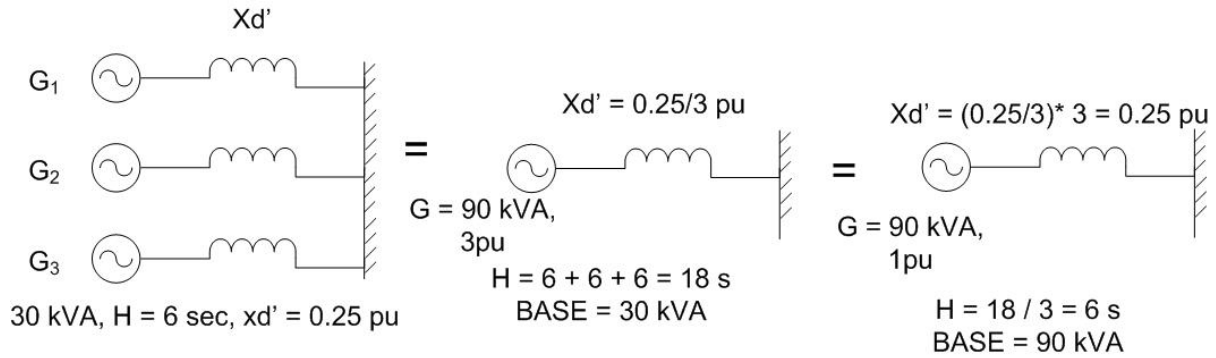 Xd'
G1
G2
G3
30 kVA, H = 6 sec, xd' = 0.25 pu
=
Xd' = 0.25/3 pu
G = 90 kVA,
3pu
H = 6 + 6 + 6 = 18 s
BASE = 30 kVA
=
Xd' = (0.25/3)* 3 = 0.25 pu
G = 90 kVA,
1pu
H = 18 / 3 = 6 s
BASE = 90 kVA